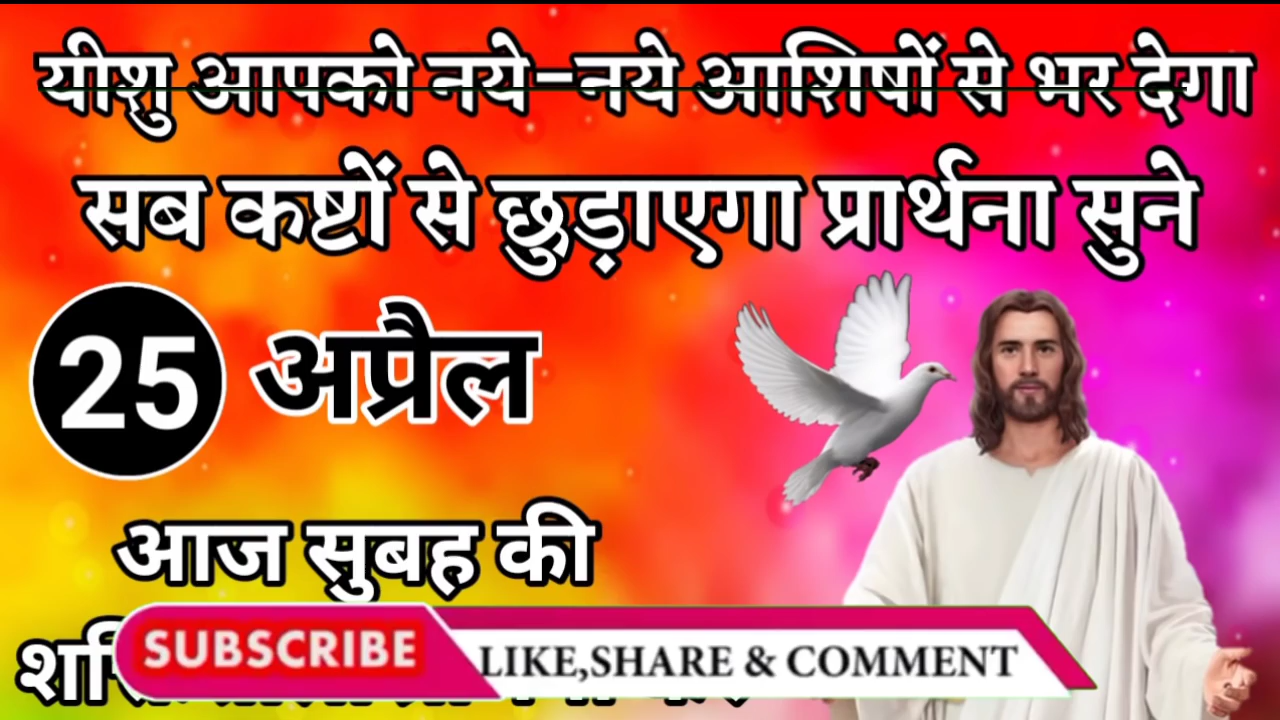 यीशु आपको नये-नये आशिषों से भर देगा
सब कष्टों से छुड़ाएगा प्रार्थना सुने
25 अप्रैल
आज सुबह की
SUBSCRIBE LIKE,SHARE & COMMENT